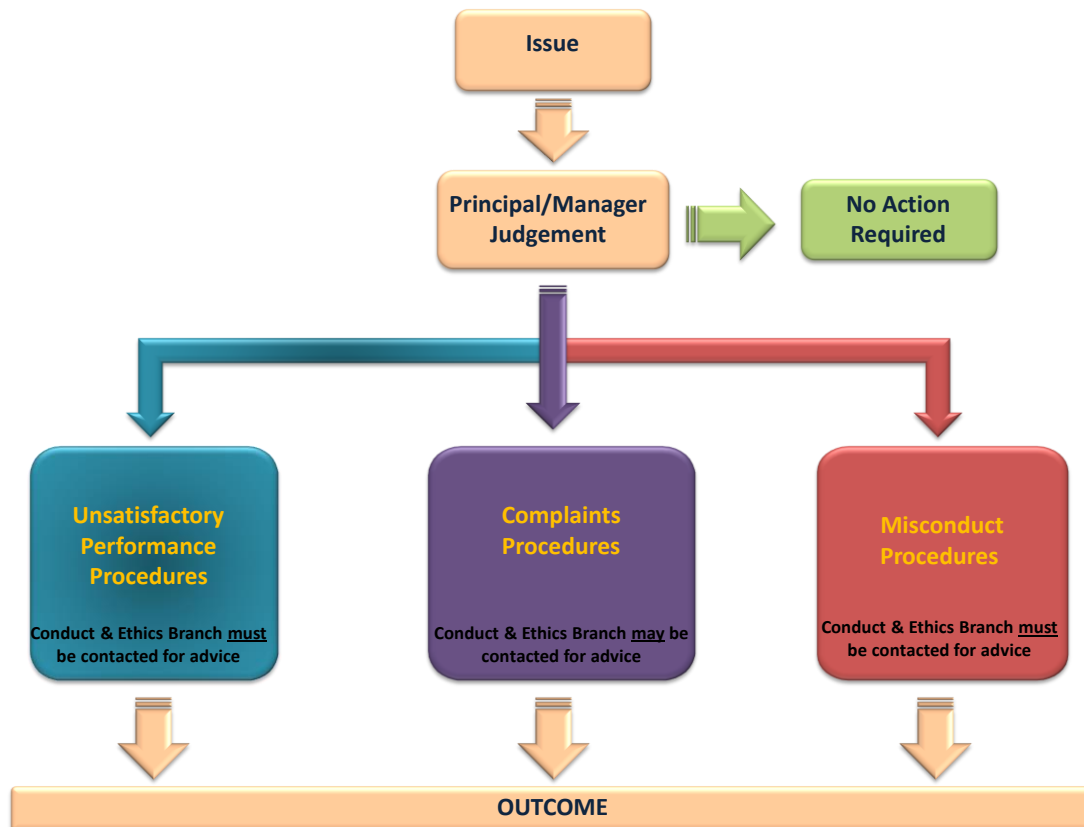 Issue
Principal/Manager
Judgement
No Action
Required
Unsatisfactory
Performance
Procedures
Conduct & Ethics Branch must
be contacted for advice
Complaints
Procedures
Conduct & Ethics Branch may be
contacted for advice
Misconduct
Procedures
Conduct & Ethics Branch must
be contacted for advice
OUTCOME